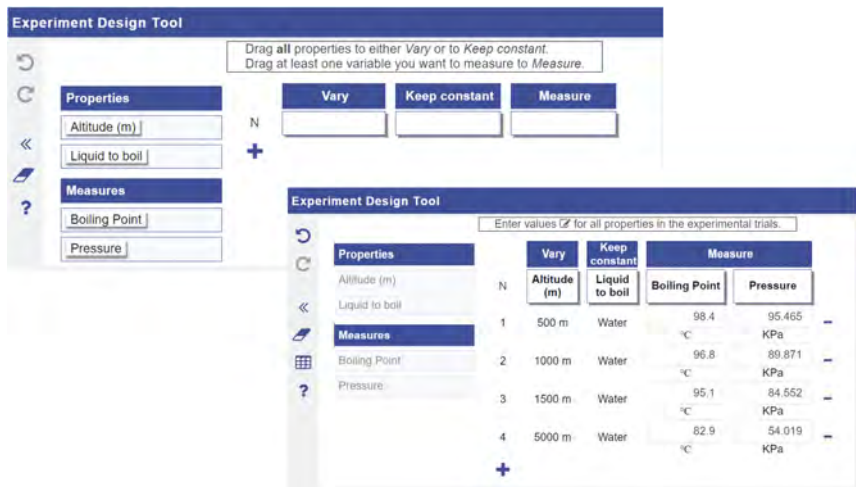 Experiment Design Tool
Drag all properties to either Vary or to Keep constant.
Drag at least one variable you want to measure to Measure.
Properties
Altitude (m)
Liquid to boil
Measures
Boiling Point
Pressure
?
Vary Keep constant Measure
N
Experiment Design Tool
Enter values for all properties in the experimental trials.
Properties
Altitude (m)
Liquid to boil
Measures
Boiling Point
Pressure
?
Vary Keep constant Measure
N Altitude (m) Liquid to boil Boiling Point Pressure
1 500 m Water 98.4 °C 95.465 KPa
2 1000 m Water 96.8 °C 89.871 KPa
3 1500 m Water 95.1 °C 84.552 KPa
4 5000 m Water 82.9 °C 54.019 KPa